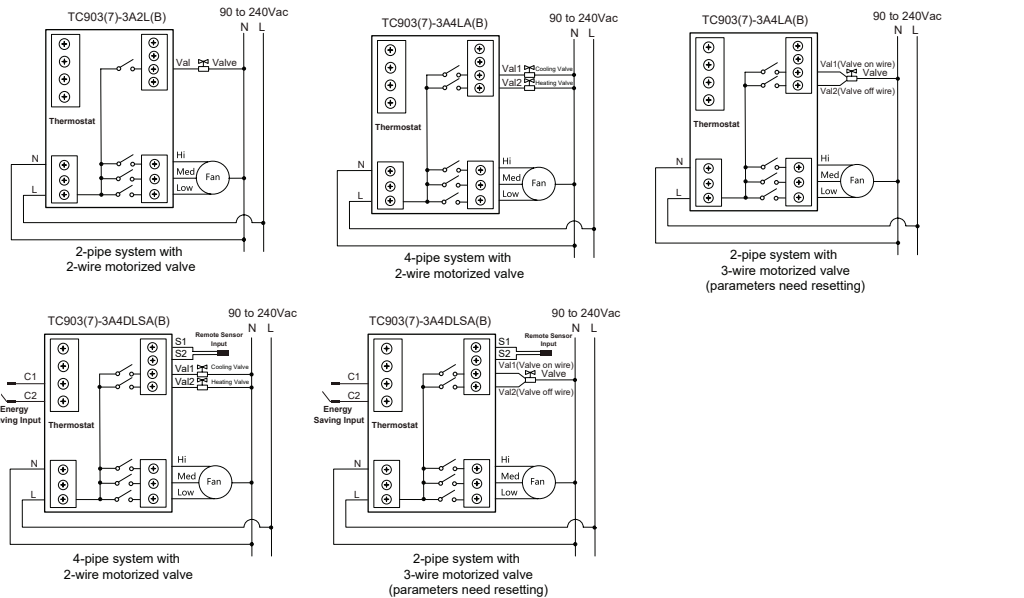 TC903(7)-3A2L(B)
90 to 240Vac
N L
Val Valve
Thermostat
N
L
Hi
Med
Low
Fan
2-pipe system with
2-wire motorized valve
TC903(7)-3A4LA(B)
90 to 240Vac
N L
Val1 Cooling Valve
Val2 Heating Valve
Thermostat
N
L
Hi
Med
Low
Fan
4-pipe system with
2-wire motorized valve
TC903(7)-3A4LA(B)
90 to 240Vac
N L
Val1(Valve on wire)
Valve
Val2(Valve off wire)
Thermostat
N
L
Hi
Med
Low
Fan
2-pipe system with
3-wire motorized valve
(parameters need resetting)
TC903(7)-3A4DLSA(B)
90 to 240Vac
N L
S1
S2
Remote Sensor
Input
Val1 Cooling Valve
Val2 Heating Valve
C1
C2
Energy
ving Input
Thermostat
N
L
Hi
Med
Low
Fan
4-pipe system with
2-wire motorized valve
TC903(7)-3A4DLSA(B)
90 to 240Vac
N L
S1
S2
Remote Sensor
Input
Val1(Valve on wire)
Valve
Val2(Valve off wire)
C1
C2
Energy
Saving Input
Thermostat
N
L
Hi
Med
Low
Fan
2-pipe system with
3-wire motorized valve
(parameters need resetting)